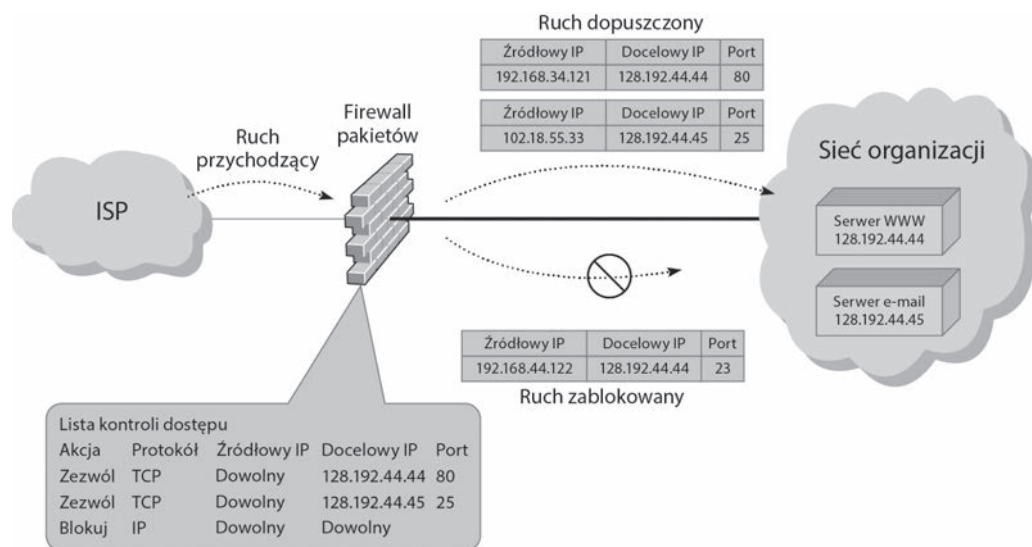 Ruch dopuszczony
Źródłowy IP Docelowy IP Port
192.168.34.121 128.192.44.44 80
Źródłowy IP Docelowy IP Port
102.18.55.33 128.192.44.45 25
Firewall
pakietów
Ruch
przychodzący
ISP
Sieć organizacji
Serwer WWW
128.192.44.44
Serwer e-mail
128.192.44.45
Źródłowy IP Docelowy IP Port
192.168.44.122 128.192.44.44 23
Ruch zablokowany
Lista kontroli dostępu
Akcja Protokół Źródłowy IP Docelowy IP Port
Zezwól TCP Dowolny 128.192.44.44 80
Zezwól TCP Dowolny 128.192.44.45 25
Blokuj IP Dowolny Dowolny